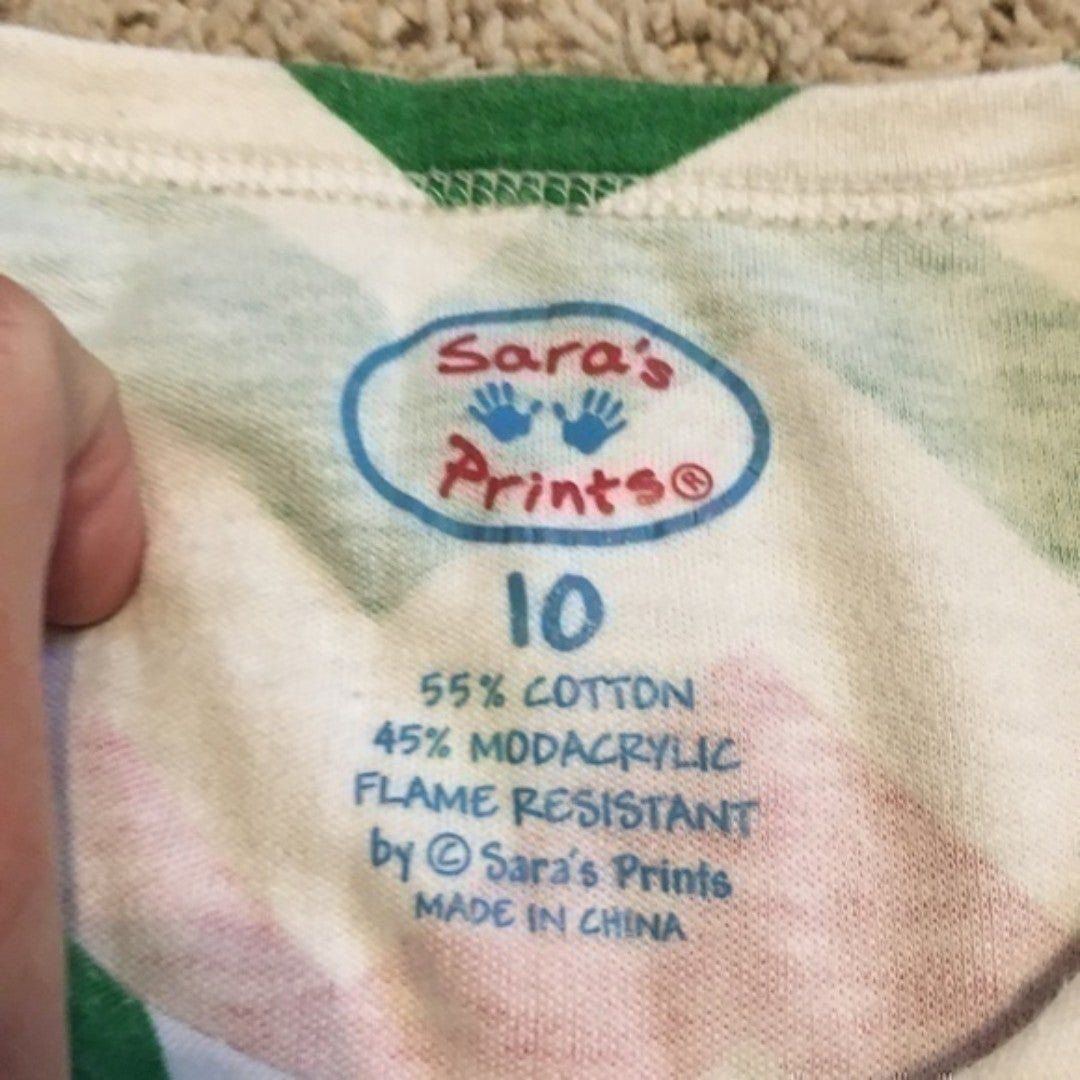 Sara's
Prints®
10
55% COTTON
45% MODACRYLIC
FLAME RESISTANT
by © Sara's Prints
MADE IN CHINA